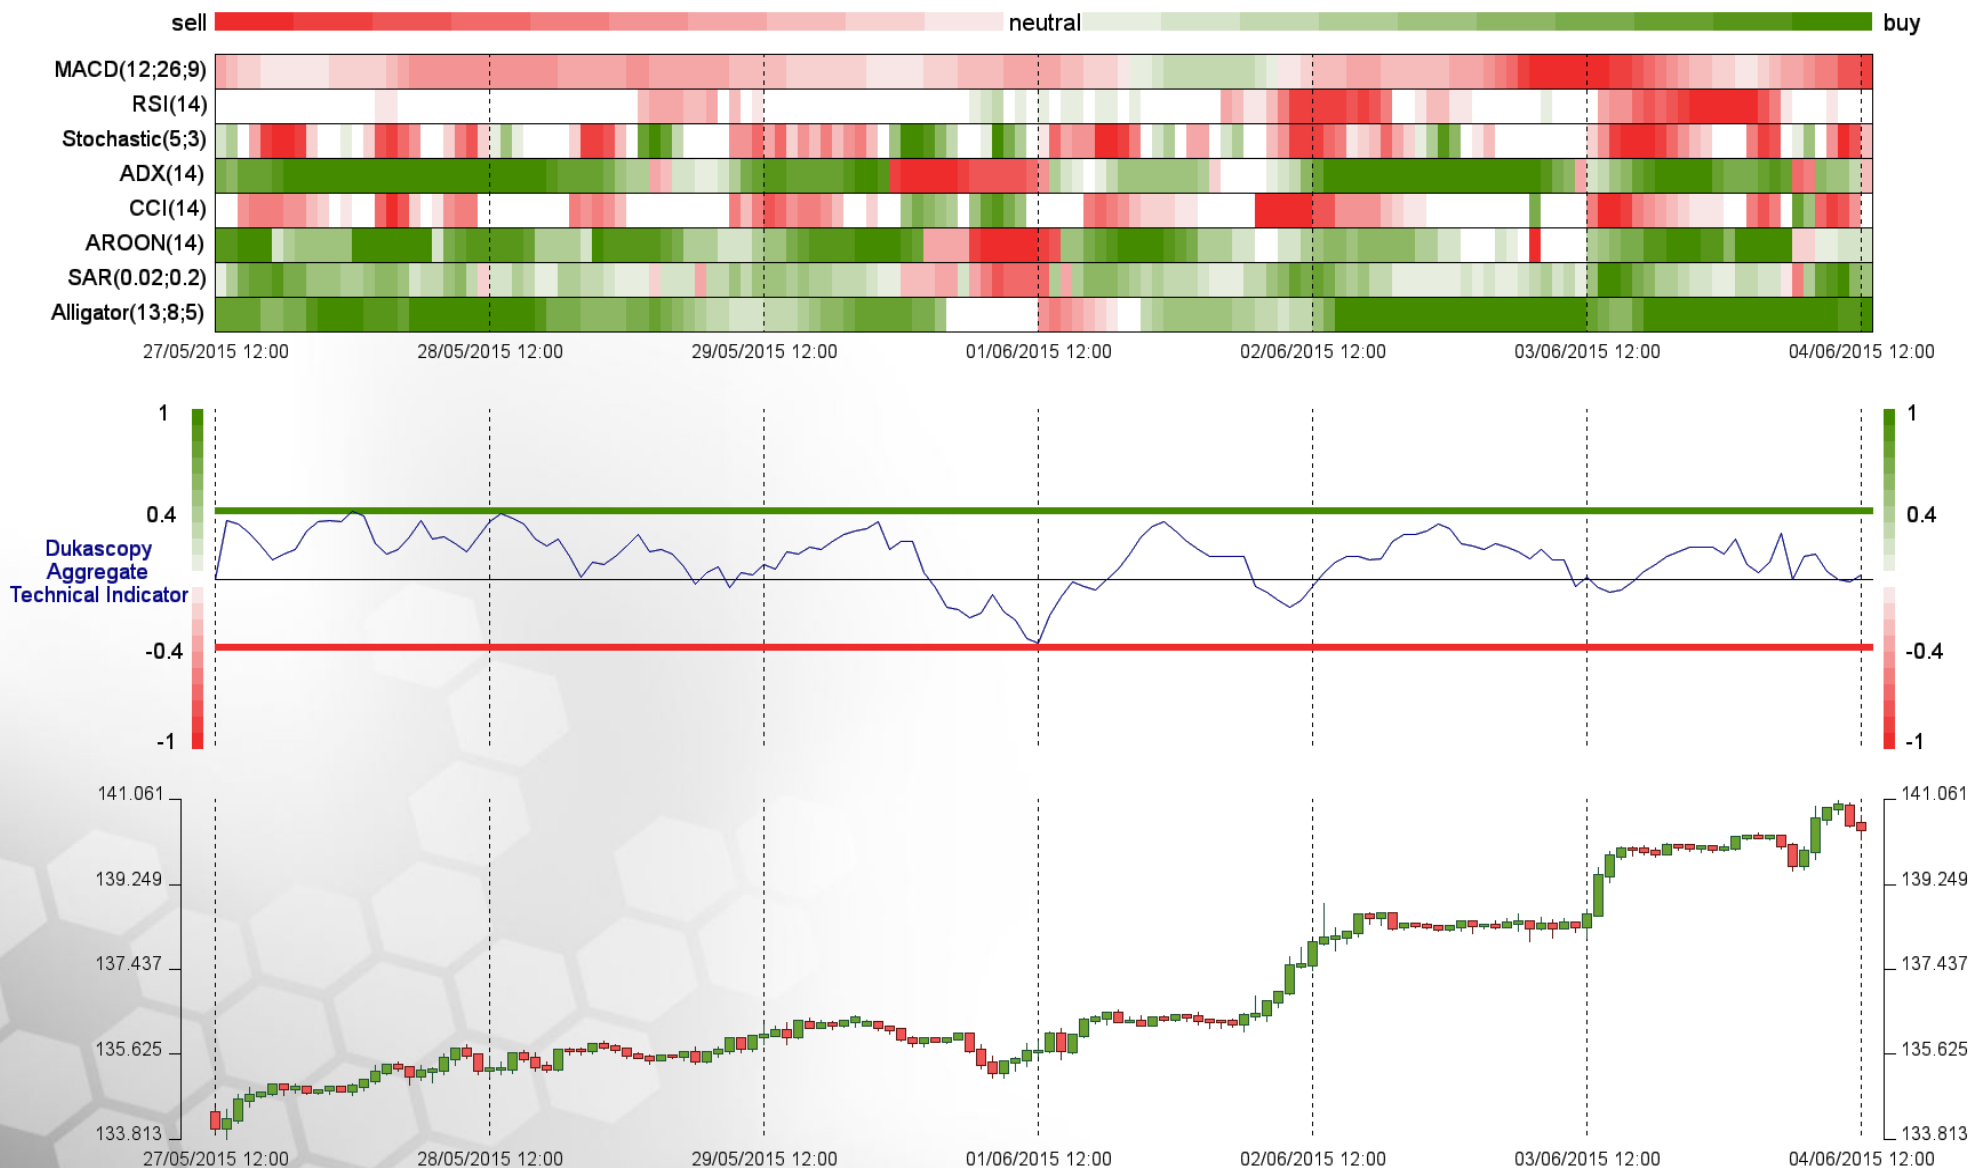 sell neutral buy
MACD(12;26;9)
RSI(14)
Stochastic(5;3)
ADX(14)
CCI(14)
AROON(14)
SAR(0.02;0.2)
Alligator(13;8;5)
27/05/2015 12:00 28/05/2015 12:00 29/05/2015 12:00 01/06/2015 12:00 02/06/2015 12:00 03/06/2015 12:00 04/06/2015 12:00
1 1
0.4 0.4
Dukascopy
Aggregate
Technical Indicator
-0.4 -0.4
-1 -1
141.061 141.061
139.249 139.249
137.437 137.437
135.625 135.625
133.813 133.813
27/05/2015 12:00 28/05/2015 12:00 29/05/2015 12:00 01/06/2015 12:00 02/06/2015 12:00 03/06/2015 12:00 04/06/2015 12:00